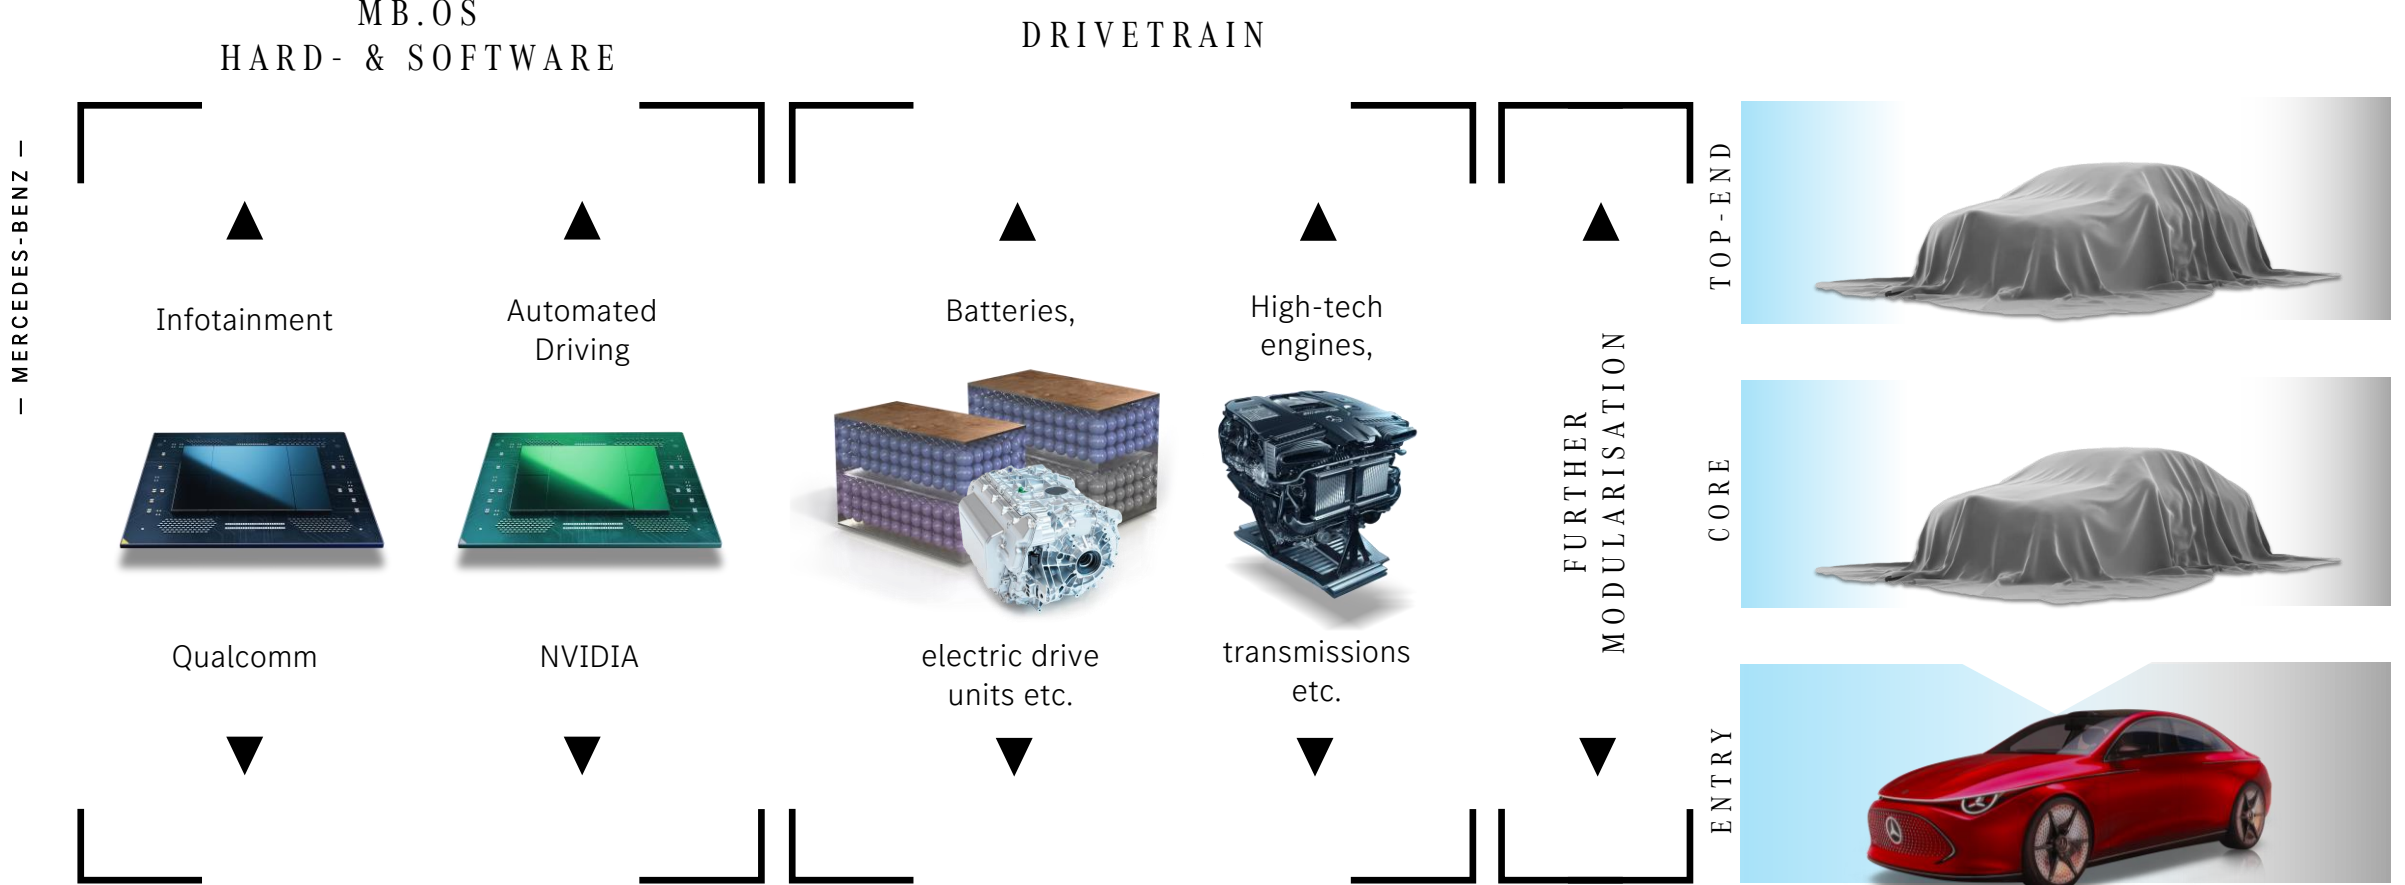 MB.OS
HARD- & SOFTWARE
DRIVETRAIN
— MERCEDES-BENZ —
Infotainment
Automated
Driving
Qualcomm
NVIDIA
Batteries,
electric drive
units etc.
High-tech
engines,
transmissions
etc.
FURTHER
MODULARISATION
TOP-END
CORE
ENTRY